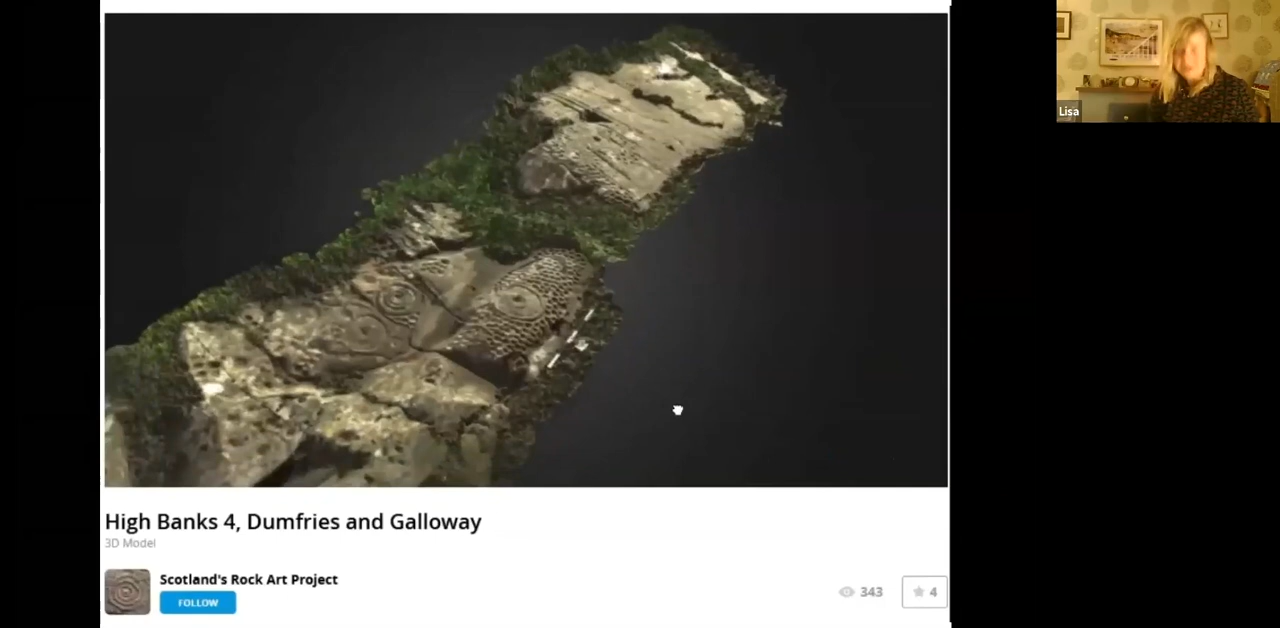 Lisa
High Banks 4, Dumfries and Galloway
3D Model
Scotland's Rock Art Project
FOLLOW
343
4